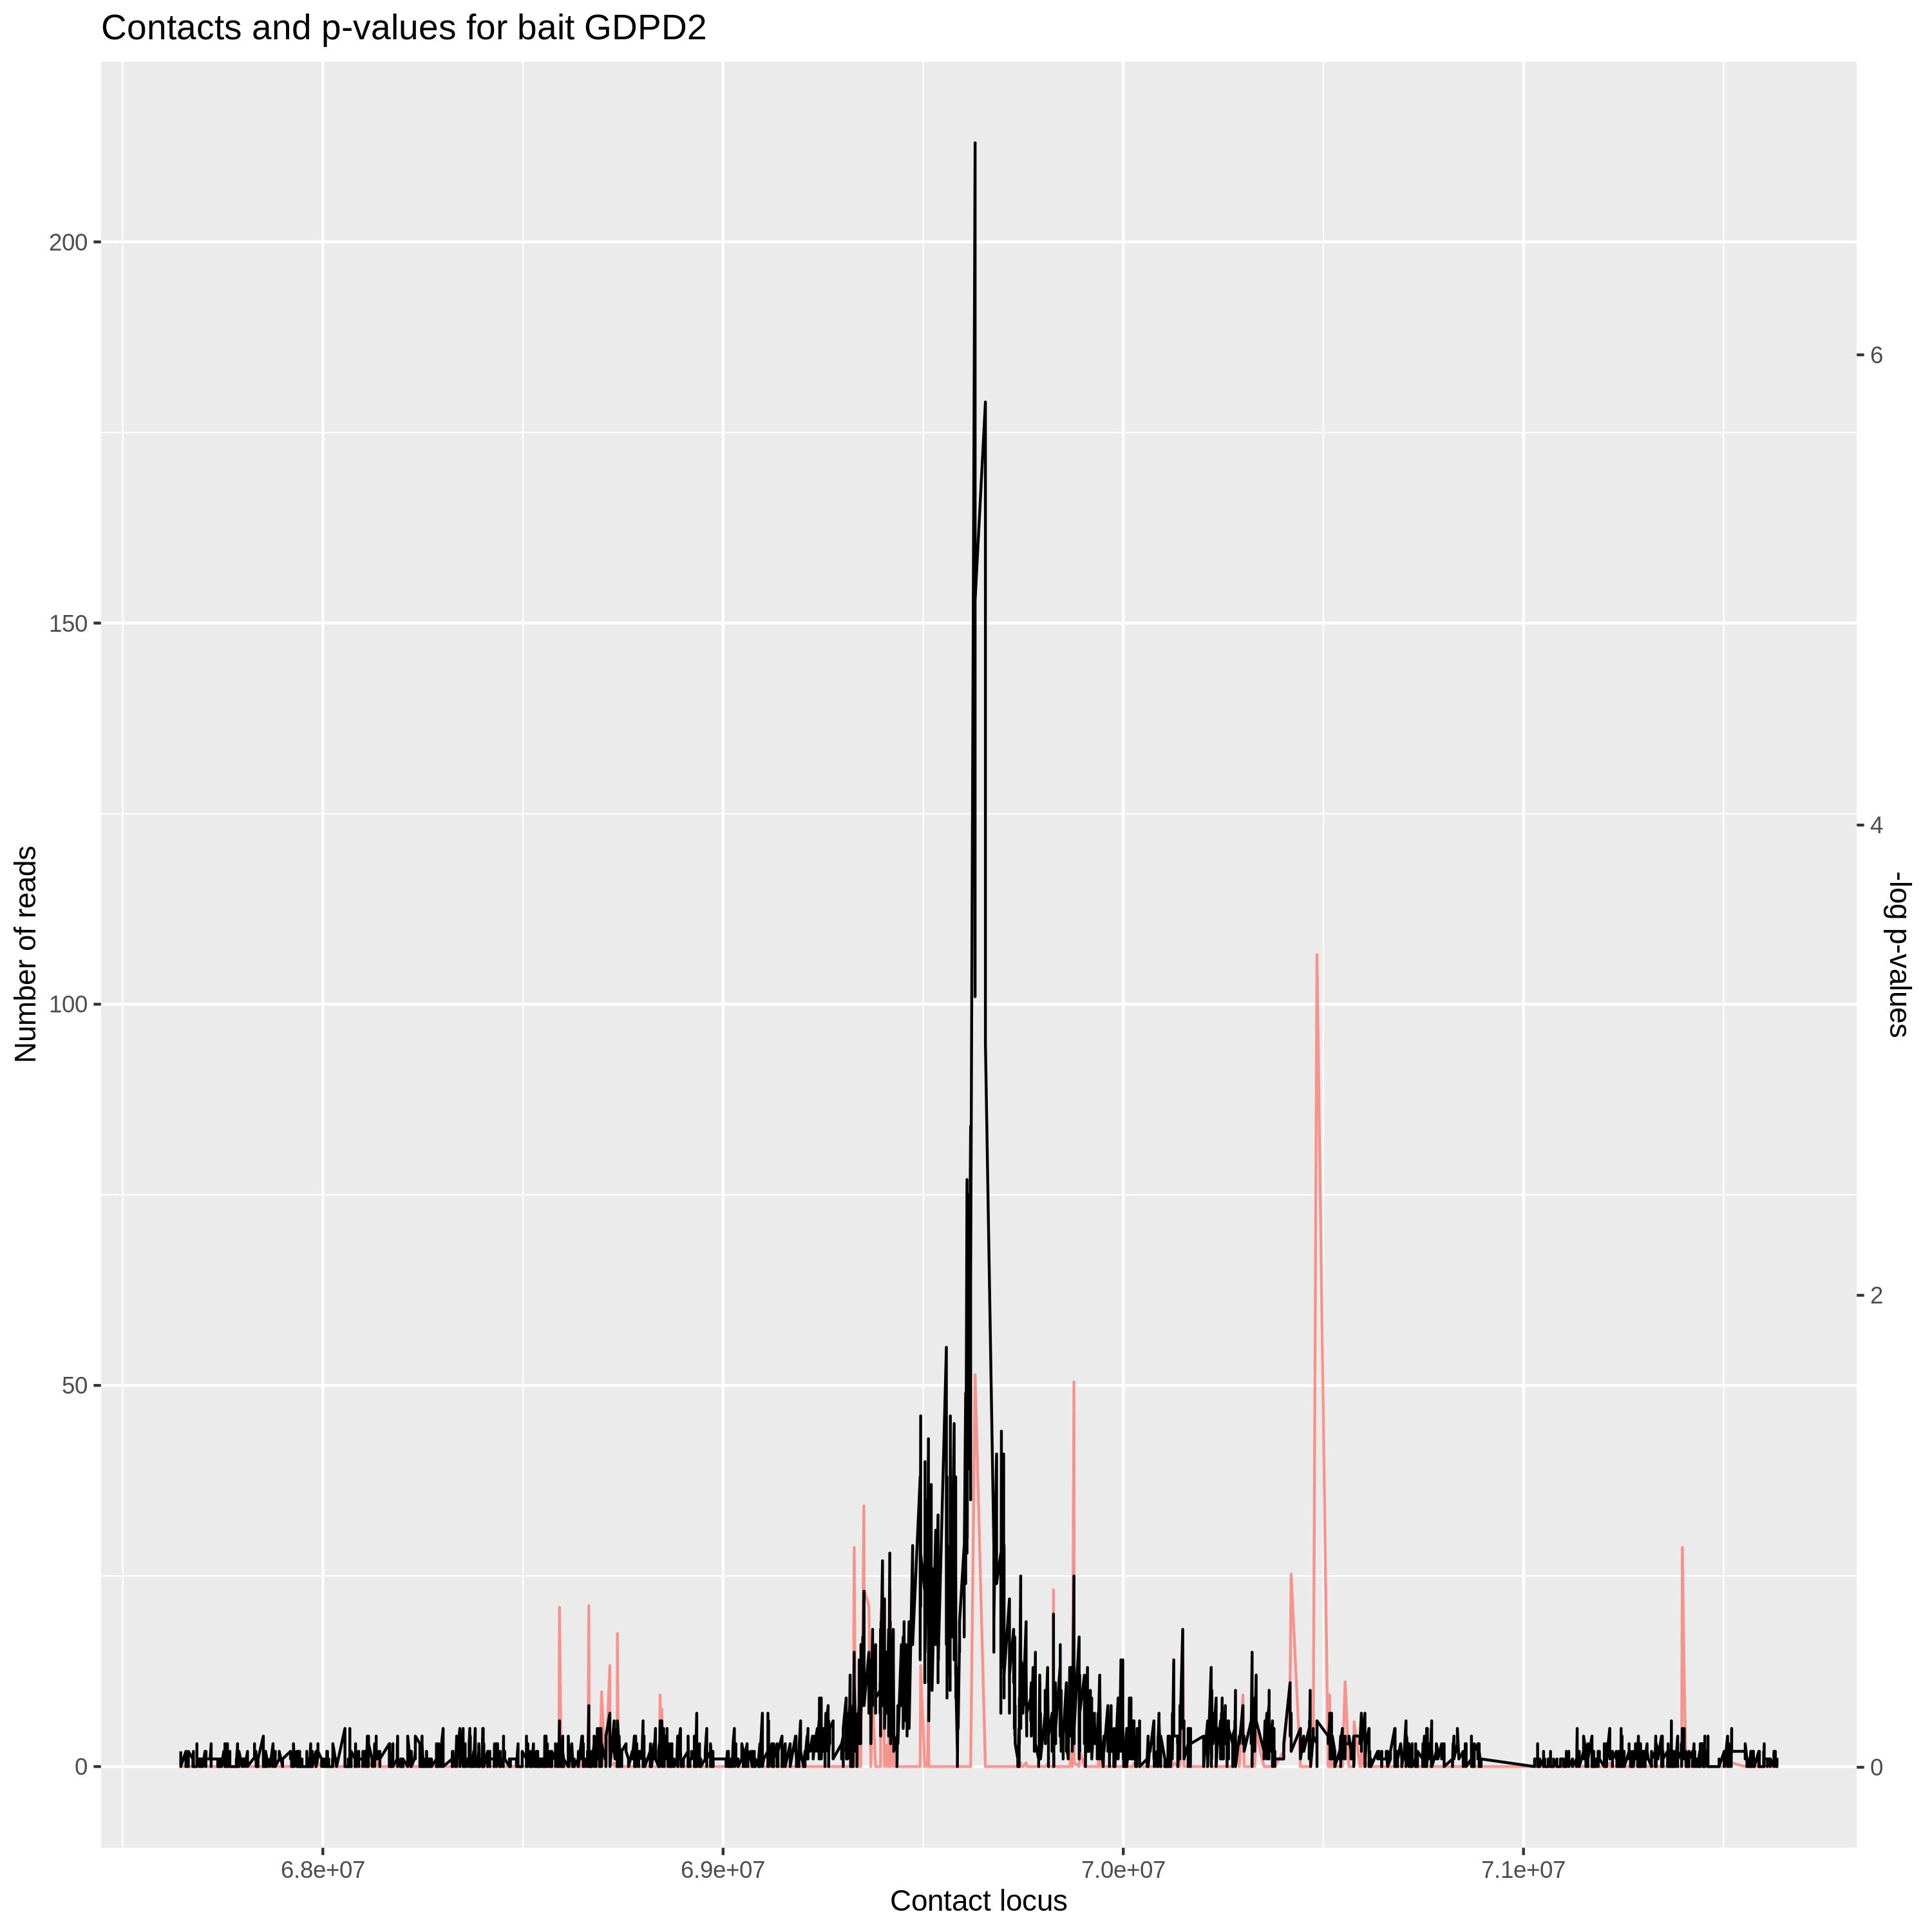 Contacts and p-values for bait GDPD2
200
150
100
50
0
Number of reads
6
4
2
0
-log p-values
6.8e+07
6.9e+07
7.0e+07
7.1e+07
Contact locus